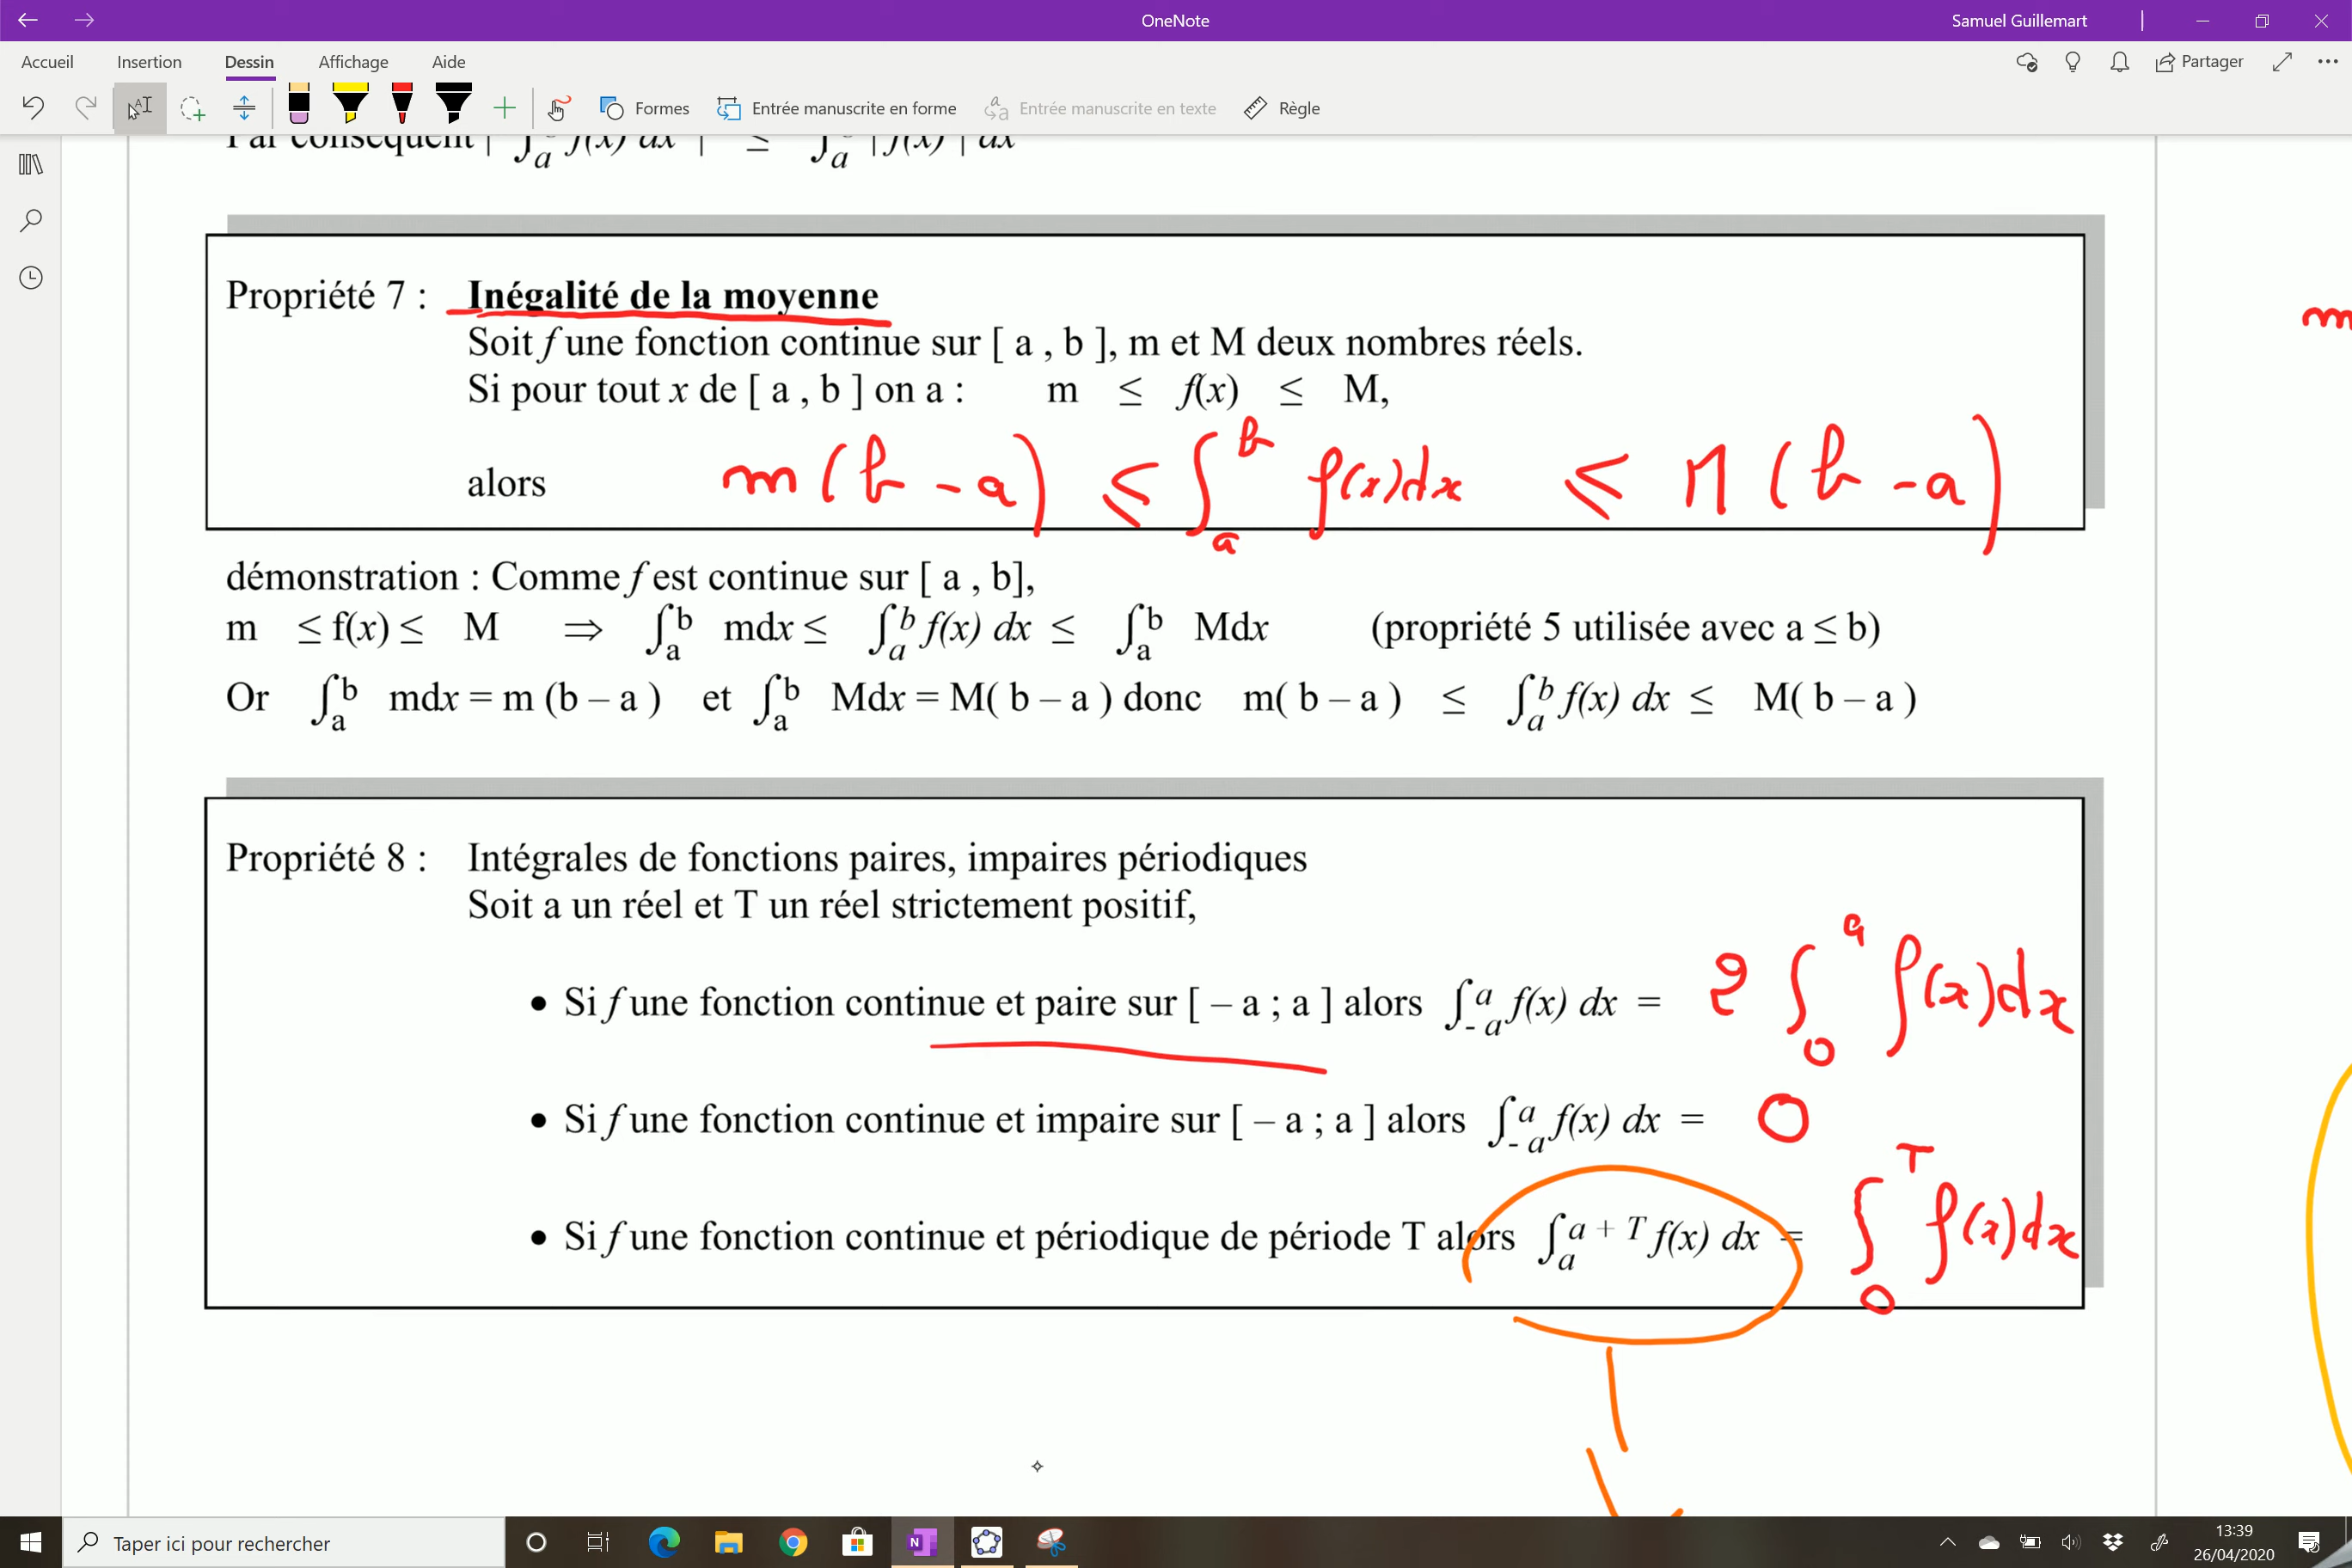 OneNote
Samuel Guillemart
Accueil Insertion Dessin Affichage Aide
Partager
Formes Entrée manuscrite en forme Entrée manuscrite en texte Règle
Par conséquent | ∫_a f(x) dx | ≤ ∫_a | f(x) | dx
Propriété 7 : Inégalité de la moyenne
Soit f une fonction continue sur [ a , b ], m et M deux nombres réels.
Si pour tout x de [ a , b ] on a : m ≤ f(x) ≤ M,
alors m (b - a) ≤ ∫_a^b f(x)dx ≤ M (b - a)
m
démonstration : Comme f est continue sur [ a , b],
m ≤ f(x) ≤ M ⇒ ∫_a^b mdx ≤ ∫_a^b f(x) dx ≤ ∫_a^b Mdx (propriété 5 utilisée avec a ≤ b)
Or ∫_a^b mdx = m (b – a ) et ∫_a^b Mdx = M( b – a ) donc m( b – a ) ≤ ∫_a^b f(x) dx ≤ M( b – a )
Propriété 8 : Intégrales de fonctions paires, impaires périodiques
Soit a un réel et T un réel strictement positif,
• Si f une fonction continue et paire sur [ – a ; a ] alors ∫_{- a}^a f(x) dx = 2 ∫_0^a f(x)dx
• Si f une fonction continue et impaire sur [ – a ; a ] alors ∫_{- a}^a f(x) dx = 0
• Si f une fonction continue et périodique de période T alors ∫_a^{a + T} f(x) dx = ∫_0^T f(x)dx
Taper ici pour rechercher
13:39
26/04/2020